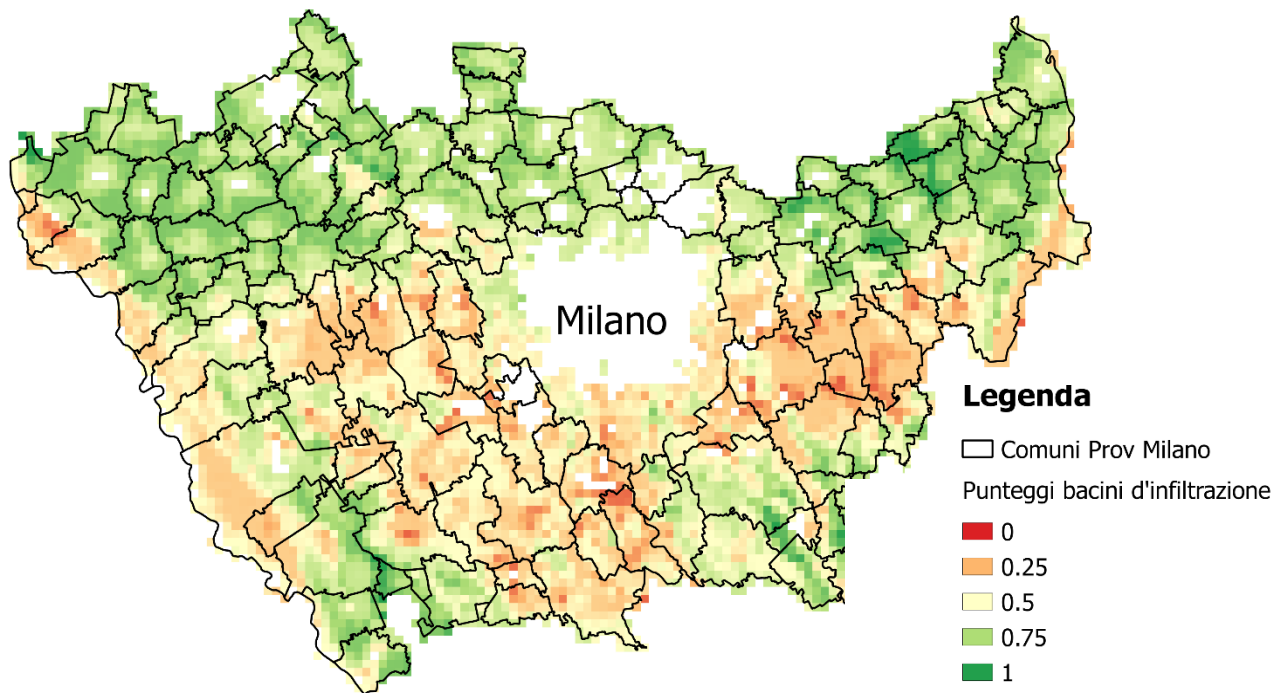 Milano
Legenda
Comuni Prov Milano
Punteggi bacini d'infiltrazione
0
0.25
0.5
0.75
1